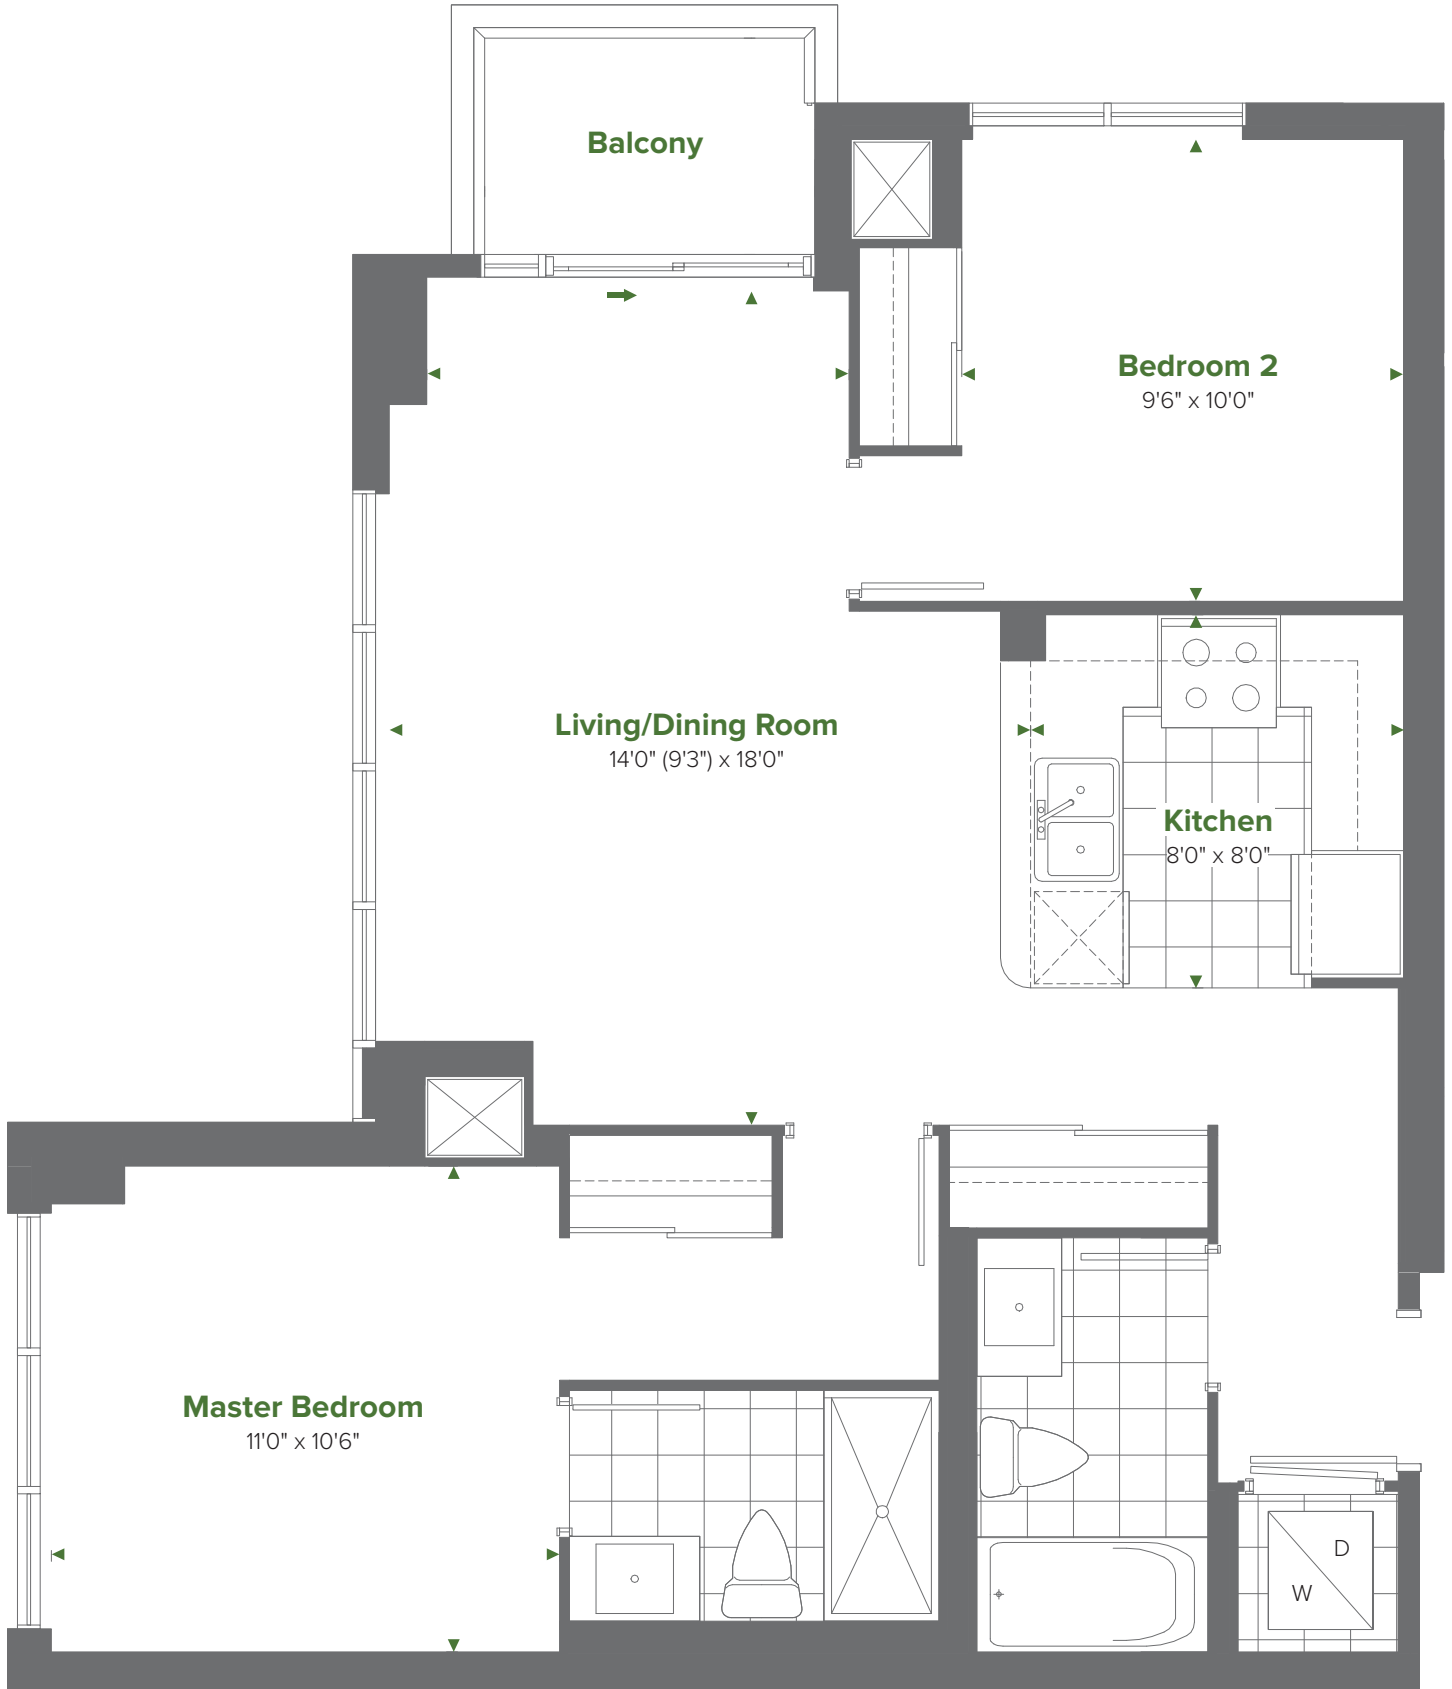 Balcony
Bedroom 2
9'6" x 10'0"
Living/Dining Room
14'0" (9'3") x 18'0"
Kitchen
8'0" x 8'0"
Master Bedroom
11'0" x 10'6"
D
W